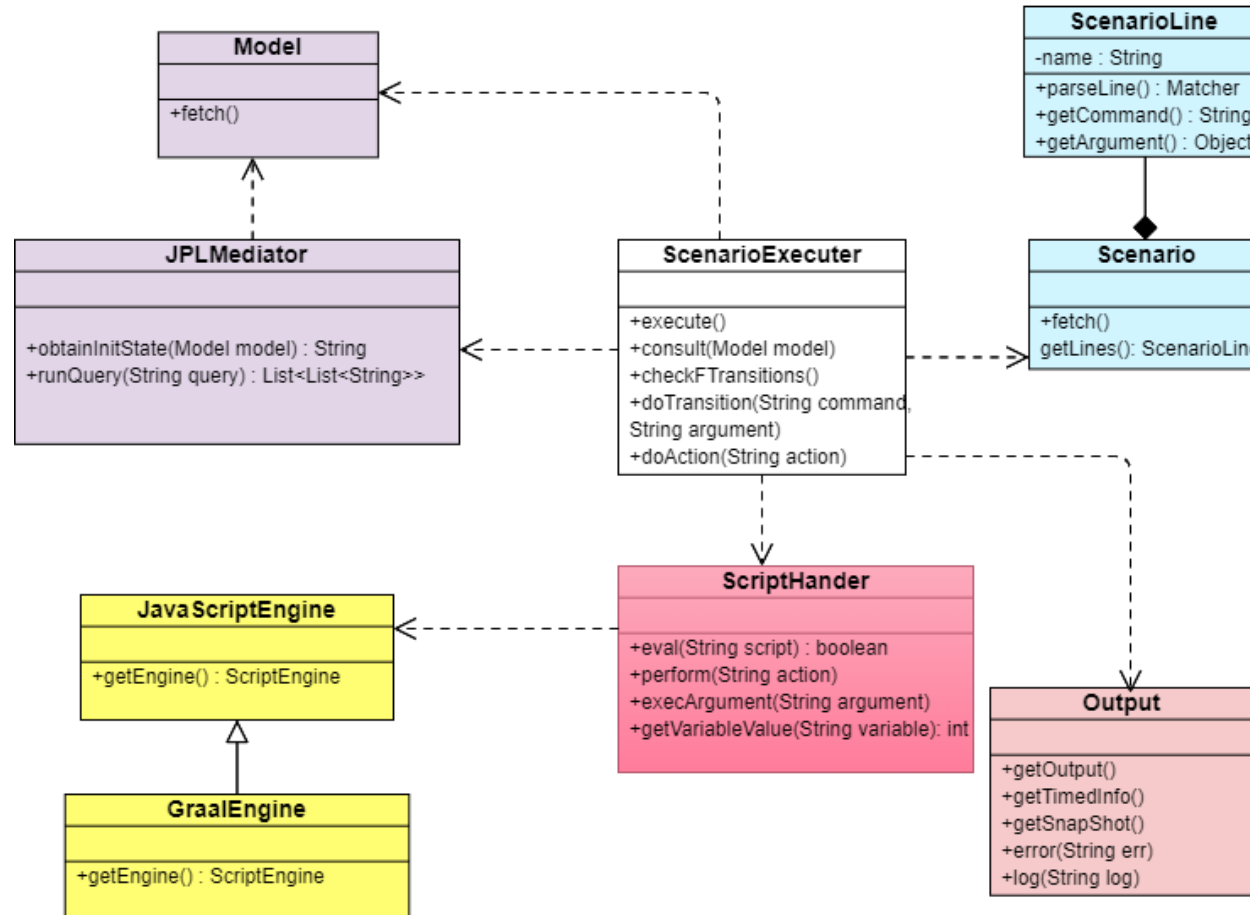 Model
+fetch()
ScenarioLine
-name : String
+parseLine() : Matcher
+getCommand() : String
+getArgument() : Object
JPLMediator
+obtainInitState(Model model) : String
+runQuery(String query) : List<List<String>>
ScenarioExecuter
+execute()
+consult(Model model)
+checkFTransitions()
+doTransition(String command,
String argument)
+doAction(String action)
Scenario
+fetch()
getLines(): ScenarioLine
JavaScriptEngine
+getEngine() : ScriptEngine
ScriptHander
+eval(String script) : boolean
+perform(String action)
+execArgument(String argument)
+getVariableValue(String variable): int
GraalEngine
+getEngine() : ScriptEngine
Output
+getOutput()
+getTimedInfo()
+getSnapShot()
+error(String err)
+log(String log)